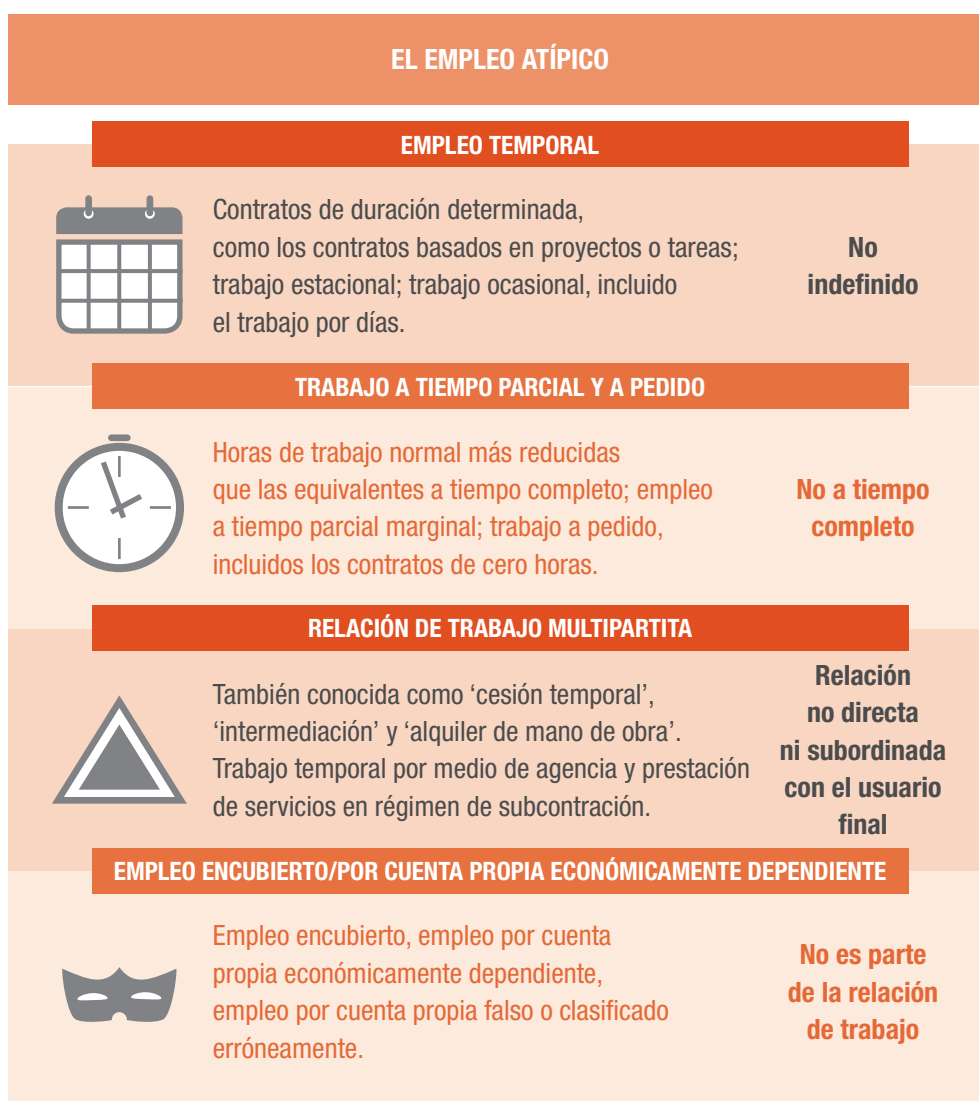 EL EMPLEO ATÍPICO
EMPLEO TEMPORAL
Contratos de duración determinada,
como los contratos basados en proyectos o tareas;
trabajo estacional; trabajo ocasional, incluido
el trabajo por días.
No
indefinido
TRABAJO A TIEMPO PARCIAL Y A PEDIDO
Horas de trabajo normal más reducidas
que las equivalentes a tiempo completo; empleo
a tiempo parcial marginal; trabajo a pedido,
incluidos los contratos de cero horas.
No a tiempo
completo
RELACIÓN DE TRABAJO MULTIPARTITA
También conocida como ‘cesión temporal’,
‘intermediación’ y ‘alquiler de mano de obra’.
Trabajo temporal por medio de agencia y prestación
de servicios en régimen de subcontración.
Relación
no directa
ni subordinada
con el usuario
final
EMPLEO ENCUBIERTO/POR CUENTA PROPIA ECONÓMICAMENTE DEPENDIENTE
Empleo encubierto, empleo por cuenta
propia económicamente dependiente,
empleo por cuenta propia falso o clasificado
erróneamente.
No es parte
de la relación
de trabajo